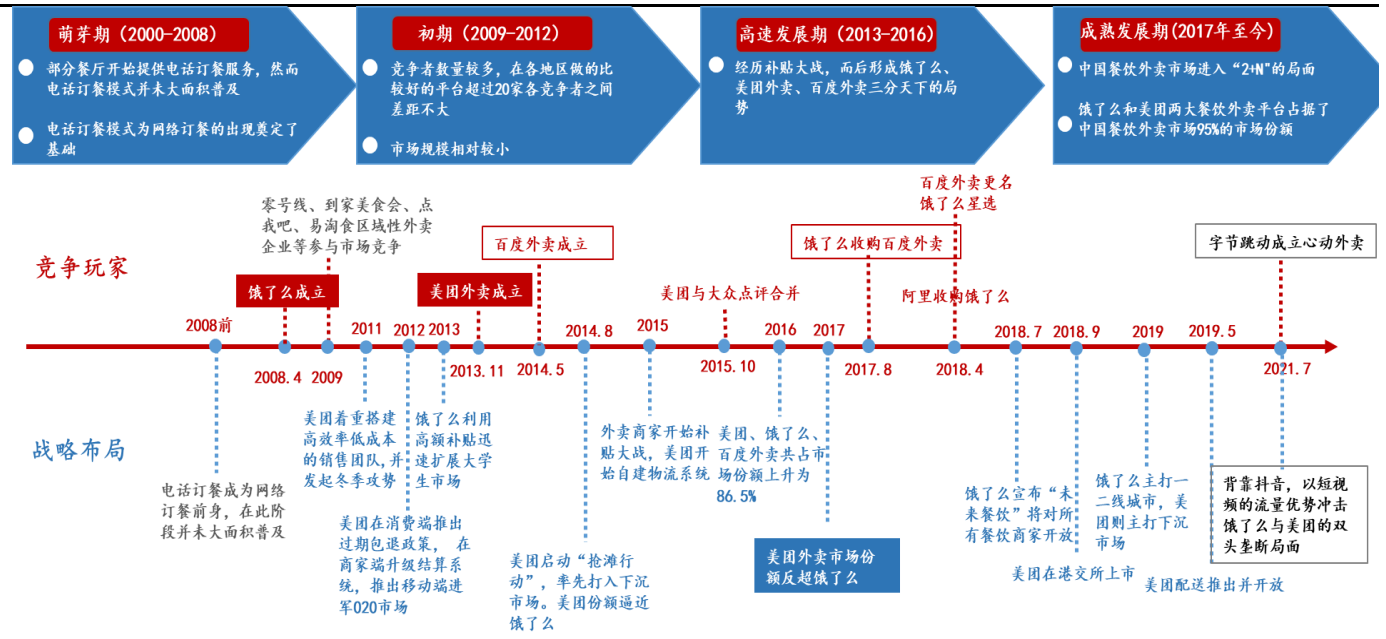 萌芽期（2000-2008）
部分餐厅开始提供电话订餐服务，然而
电话订餐模式并未大面积普及
电话订餐模式为网络订餐的出现奠定了
基础
初期（2009-2012）
竞争者数量较多，在各地区做的比
较好的平台超过20家各竞争者之间
差距不大
市场规模相对较小
高速发展期（2013-2016）
经历补贴大战，而后形成饿了么、
美团外卖、百度外卖三分天下的局
势
成熟发展期(2017年至今)
中国餐饮外卖市场进入“2+N"的局面
饿了么和美团两大餐饮外卖平台占据了
中国餐饮外卖市场95%的市场份额
竞争玩家
零号线、到家美食会、点
我吧、易淘食区域性外卖
企业等参与市场竞争
饿了么成立
美团外卖成立
百度外卖成立
美团与大众点评合并
饿了么收购百度外卖
百度外卖更名
饿了么星选
阿里收购饿了么
字节跳动成立心动外卖
2008前
2008.4
2009
2011
2012
2013
2013.11
2014.5
2014.8
2015
2015.10
2016
2017
2017.8
2018.4
2018.7
2018.9
2019
2019.5
2021.7
战略布局
电话订餐成为网络
订餐前身，在此阶
段并未大面积普及
美团着重搭建
高效率低成本
的销售团队,并
发起冬季攻势
美团在消费端推出
过期包退政策， 在
商家端升级结算系
统，推出移动端进
军O2O市场
饿了么利用
高额补贴迅
速扩展大学
生市场
美团启动“抢滩行
动”，率先打入下沉
市场。美团份额逼近
饿了么
外卖商家开始补
贴大战，美团开
始自建物流系统
美团、饿了么、
百度外卖共占市
场份额上升为
86.5%
美团外卖市场份
额反超饿了么
饿了么宣布“未
来餐饮”将对所
有餐饮商家开放
美团在港交所上市
饿了么主打一
二线城市，美
团则主打下沉
市场
美团配送推出并开放
背靠抖音，以短视
频的流量优势冲击
饿了么与美团的双
头垄断局面